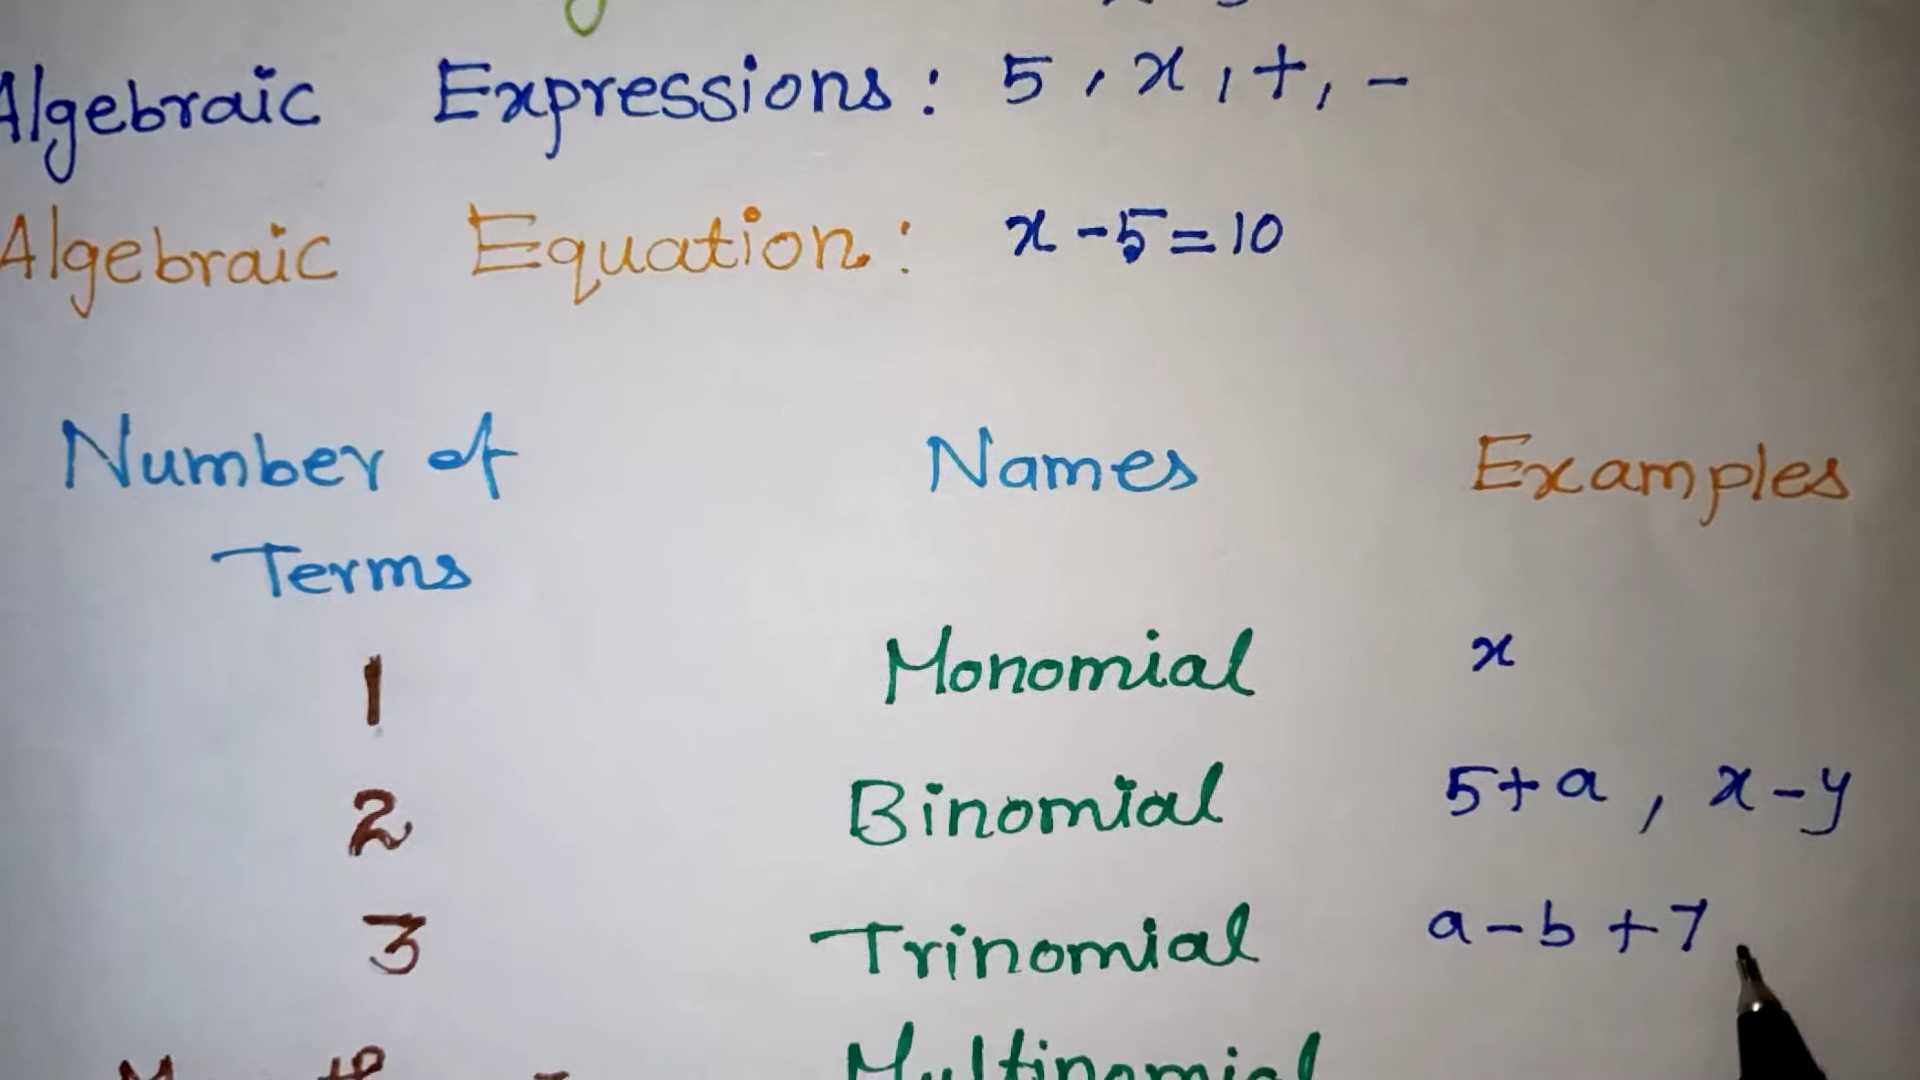 Algebraic Expressions: 5, x, +, -
Algebraic Equation: x - 5 = 10
Number of Terms Names Examples
1 Monomial x
2 Binomial 5+a, x-y
3 Trinomial a-b+7
Multinomial